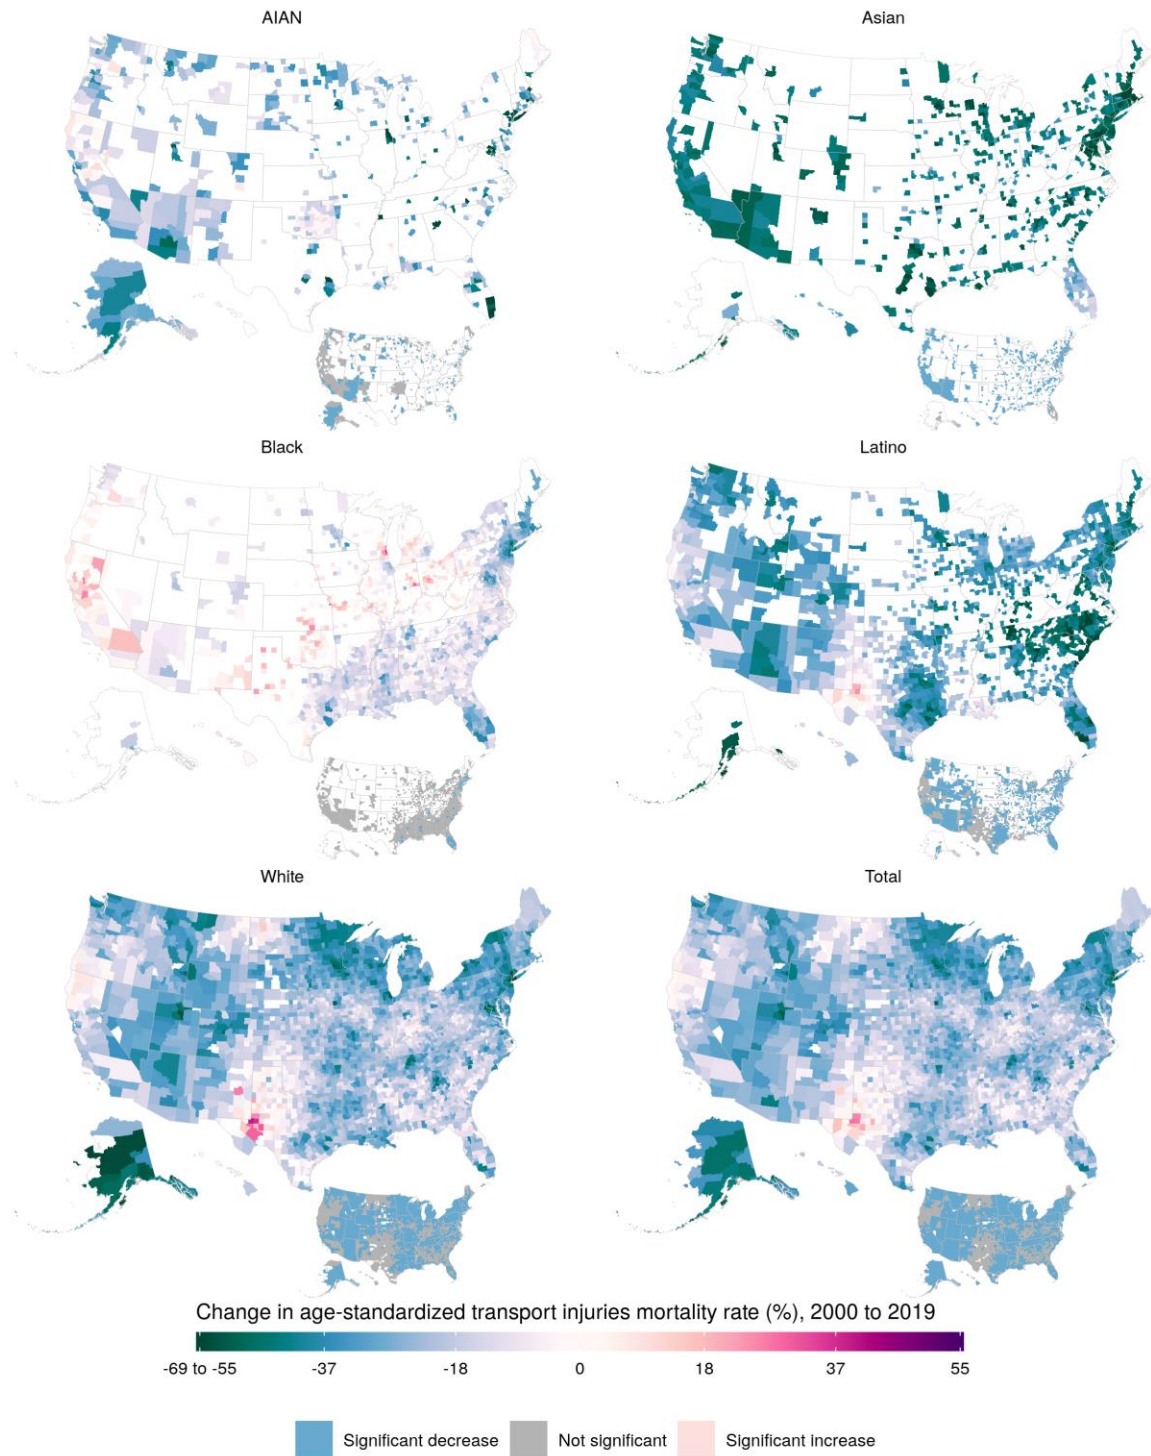 AIAN
Asian
Black
Latino
White
Total
Change in age-standardized transport injuries mortality rate (%), 2000 to 2019
-69 to -55 -37 -18 0 18 37 55
Significant decrease Not significant Significant increase